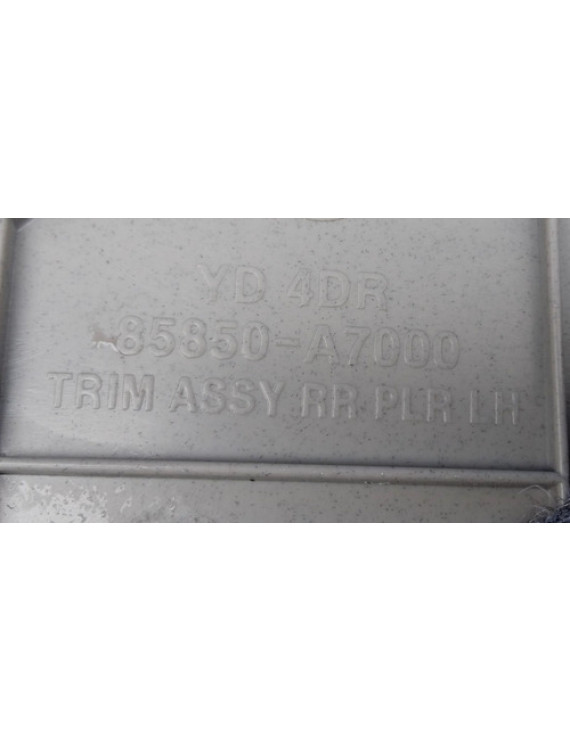 YD 4DR
85850-A7000
TRIM ASSY RR PLR LH